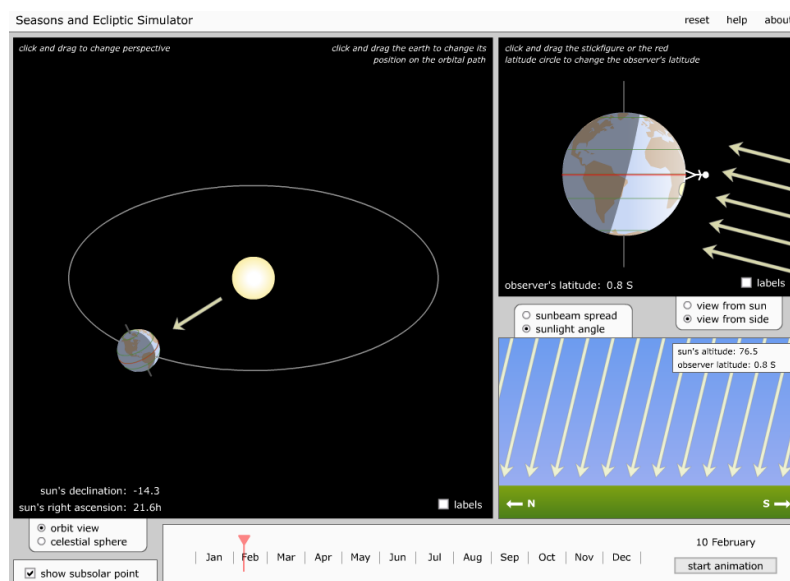 Seasons and Ecliptic Simulator
reset help about
click and drag to change perspective
click and drag the earth to change its
position on the orbital path
click and drag the stickfigure or the red
latitude circle to change the observer's latitude
observer's latitude: 0.8 S
labels
sunbeam spread
sunlight angle
view from sun
view from side
sun's altitude: 76.5
observer latitude: 0.8 S
N
S
sun's declination: -14.3
sun's right ascension: 21.6h
labels
orbit view
celestial sphere
show subsolar point
Jan Feb Mar Apr May Jun Jul Aug Sep Oct Nov Dec
10 February
start animation